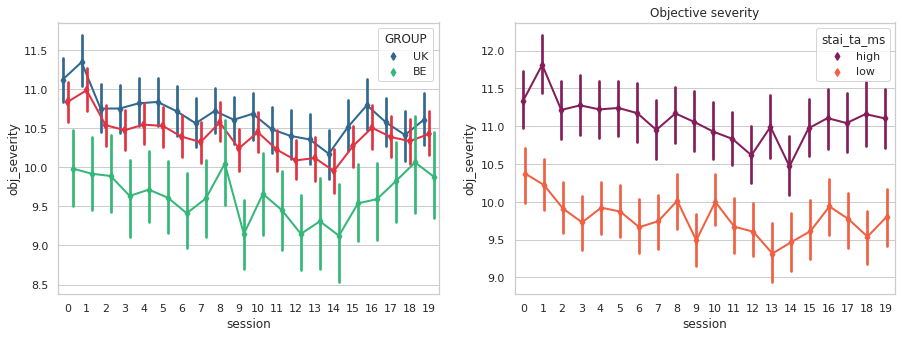 GROUP
UK
BE
11.5
11.0
10.5
10.0
9.5
9.0
8.5
obj_severity
0 1 2 3 4 5 6 7 8 9 10 11 12 13 14 15 16 17 18 19
session
Objective severity
stai_ta_ms
high
low
12.0
11.5
11.0
10.5
10.0
9.5
9.0
obj_severity
0 1 2 3 4 5 6 7 8 9 10 11 12 13 14 15 16 17 18 19
session